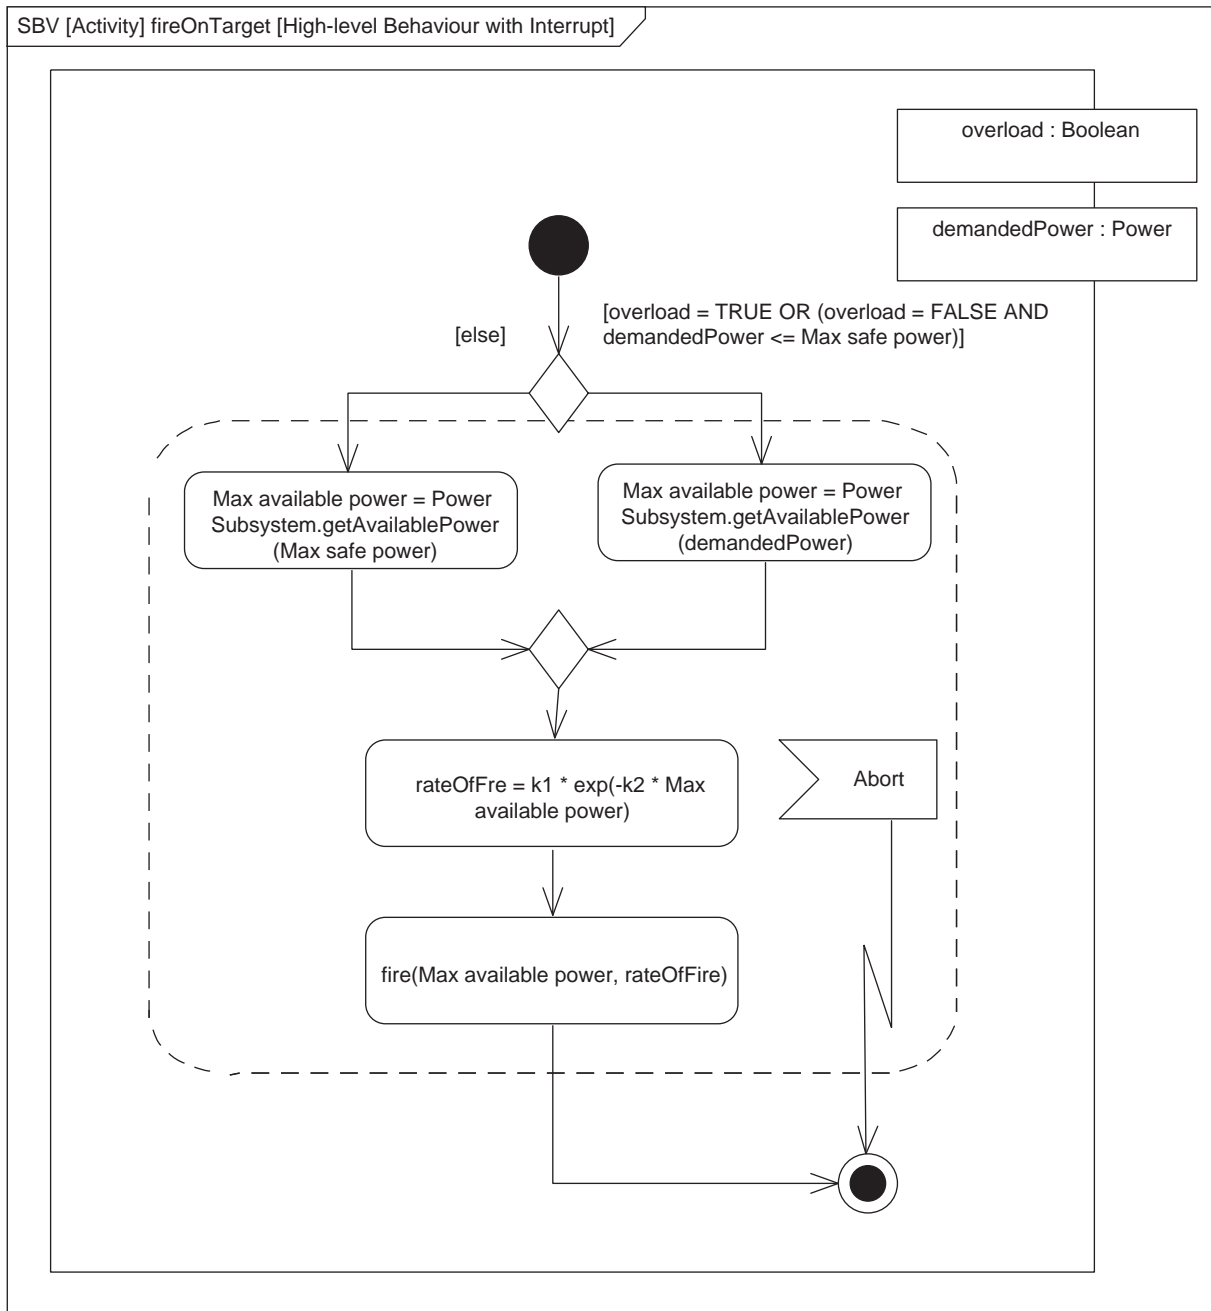 SBV [Activity] fireOnTarget [High-level Behaviour with Interrupt]
overload : Boolean
demandedPower : Power
[overload = TRUE OR (overload = FALSE AND
demandedPower <= Max safe power)]
[else]
Max available power = Power
Subsystem.getAvailablePower
(Max safe power)
Max available power = Power
Subsystem.getAvailablePower
(demandedPower)
rateOfFre = k1 * exp(-k2 * Max
available power)
Abort
fire(Max available power, rateOfFire)